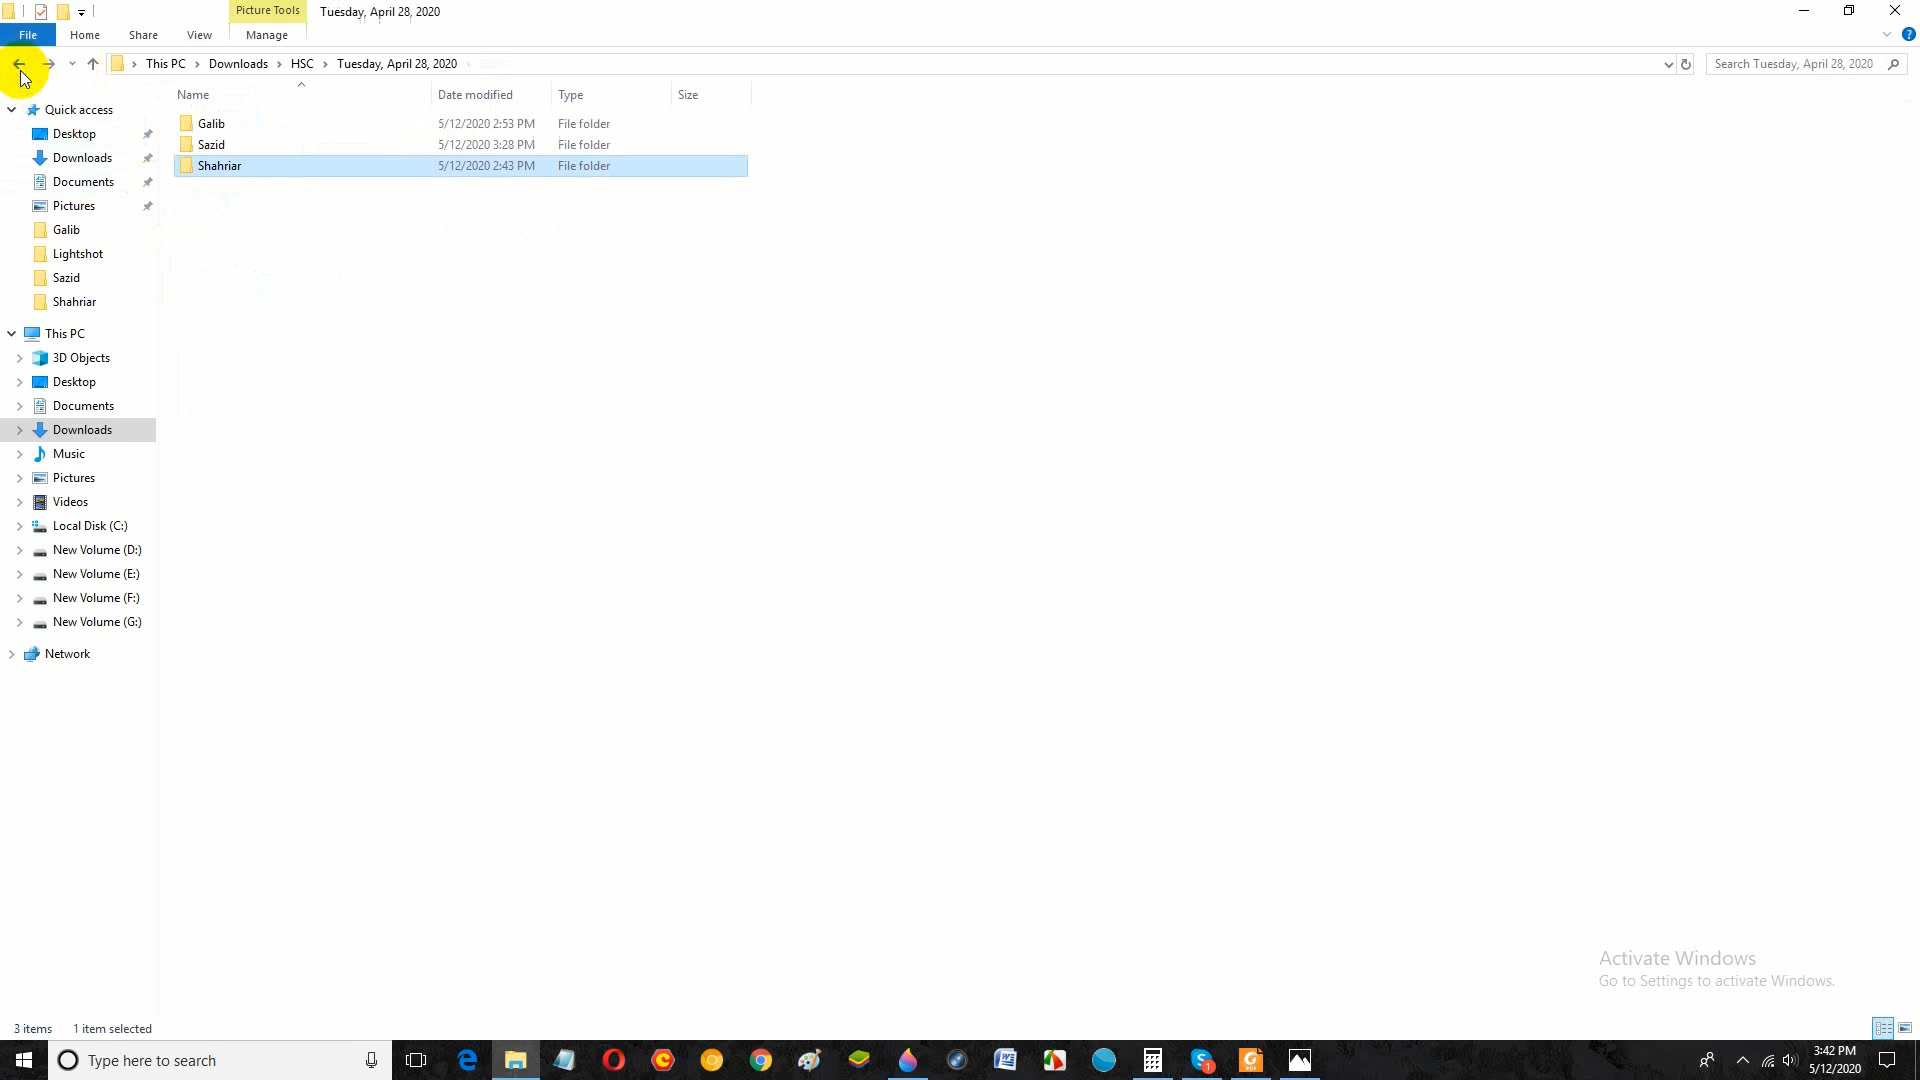 Picture Tools
Tuesday, April 28, 2020
File
Home
Share
View
Manage
This PC
Downloads
HSC
Tuesday, April 28, 2020
Search Tuesday, April 28, 2020
Name
Date modified
Type
Size
Galib
5/12/2020 2:53 PM
File folder
Sazid
5/12/2020 3:28 PM
File folder
Shahriar
5/12/2020 2:43 PM
File folder
Quick access
Desktop
Downloads
Documents
Pictures
Galib
Lightshot
Sazid
Shahriar
This PC
3D Objects
Desktop
Documents
Downloads
Music
Pictures
Videos
Local Disk (C:)
New Volume (D:)
New Volume (E:)
New Volume (F:)
New Volume (G:)
Network
Activate Windows
Go to Settings to activate Windows.
3 items
1 item selected
Type here to search
3:42 PM
5/12/2020